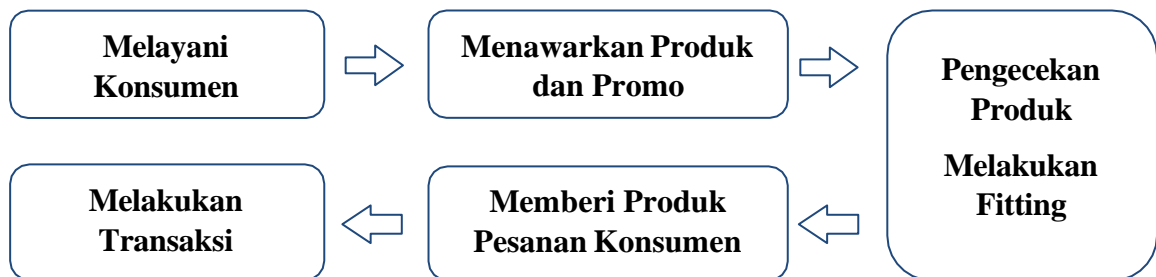 Melayani
Konsumen
Menawarkan Produk
dan Promo
Pengecekan
Produk
Melakukan
Fitting
Memberi Produk
Pesanan Konsumen
Melakukan
Transaksi